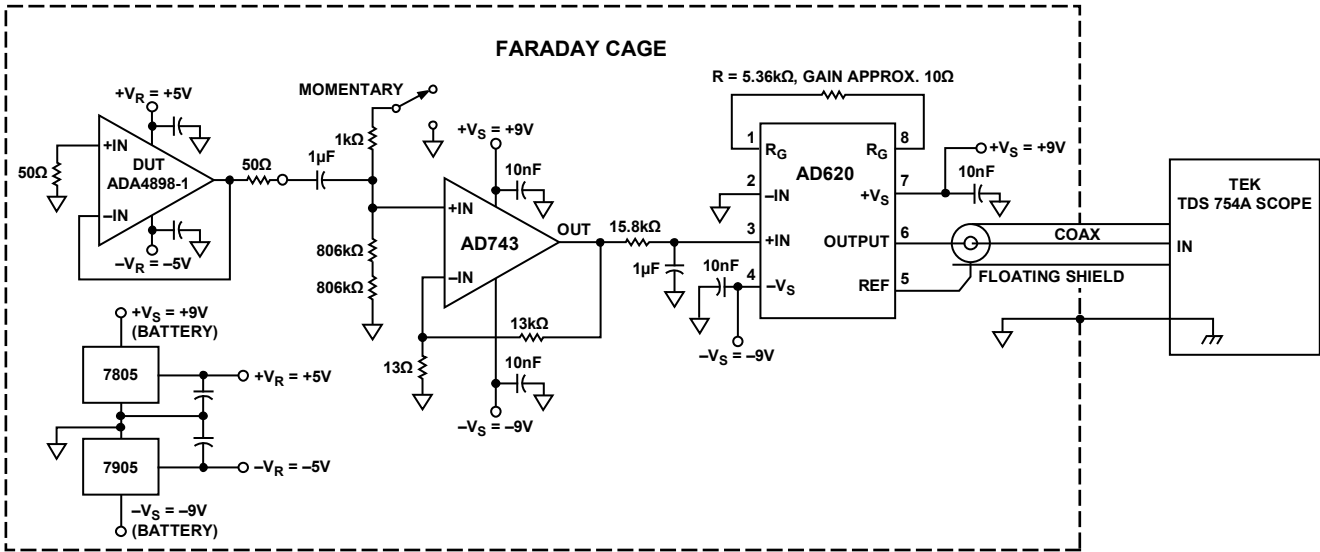 FARADAY CAGE
R = 5.36kΩ, GAIN APPROX. 10Ω
MOMENTARY
+VR = +5V
+IN
DUT
ADA4898-1
–IN
50Ω
–VR = –5V
50Ω
1µF
1kΩ
806kΩ
806kΩ
+VS = +9V
10nF
+IN
AD743
–IN
OUT
13kΩ
13Ω
10nF
–VS = –9V
15.8kΩ
1µF
1
RG
8
RG
AD620
2
–IN
7
+VS
3
+IN
6
OUTPUT
4
–VS
5
REF
10nF
–VS = –9V
+VS = +9V
10nF
COAX
FLOATING SHIELD
TEK
TDS 754A SCOPE
IN
+VS = +9V
(BATTERY)
7805
+VR = +5V
7905
–VR = –5V
–VS = –9V
(BATTERY)